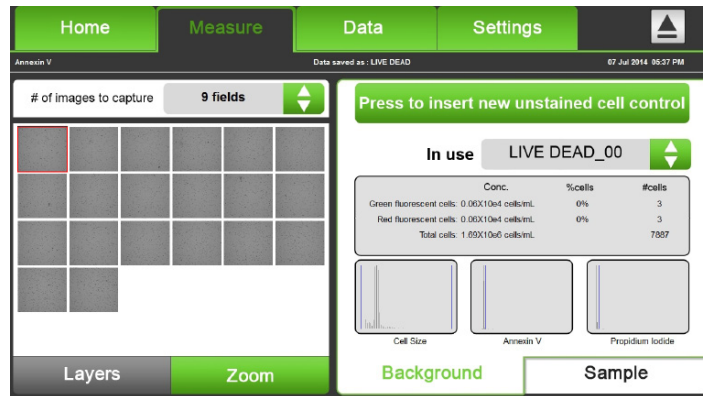 Home Measure Data Settings
Annexin V Data saved as : LIVE DEAD 07 Jul 2014 05:37 PM
# of images to capture 9 fields
Press to insert new unstained cell control
In use LIVE DEAD_00
Conc. %cells #cells
Green fluorescent cells: 0.06X10e4 cells/mL 0% 3
Red fluorescent cells: 0.06X10e4 cells/mL 0% 3
Total cells: 1.69X10e6 cells/mL 7887
Cell Size Annexin V Propidium Iodide
Layers Zoom Background Sample